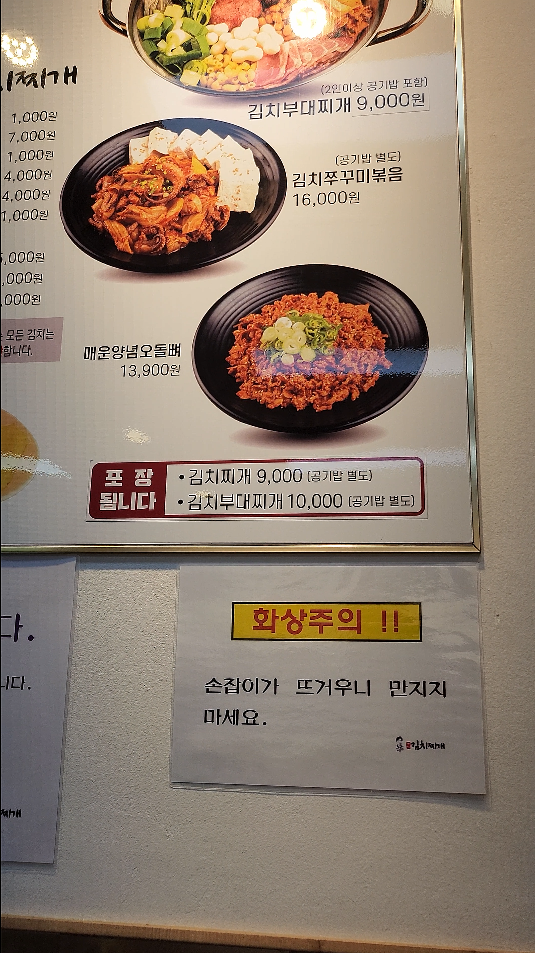 찌개
1,000원
7,000원
1,000원
4,000원
4,000원
1,000원
,000원
,000원
,000원
모든 김치는
합니다.
(2인이상 공기밥 포함)
김치부대찌개 9,000원
(공기밥 별도)
김치쭈꾸미볶음
16,000원
매운양념오돌뼈
13,900원
포 장
됩니다
• 김치찌개 9,000 (공기밥 별도)
• 김치부대찌개 10,000 (공기밥 별도)
다.
니다.
찌개
화상주의 !!
손잡이가 뜨거우니 만지지
마세요.
김치찌개